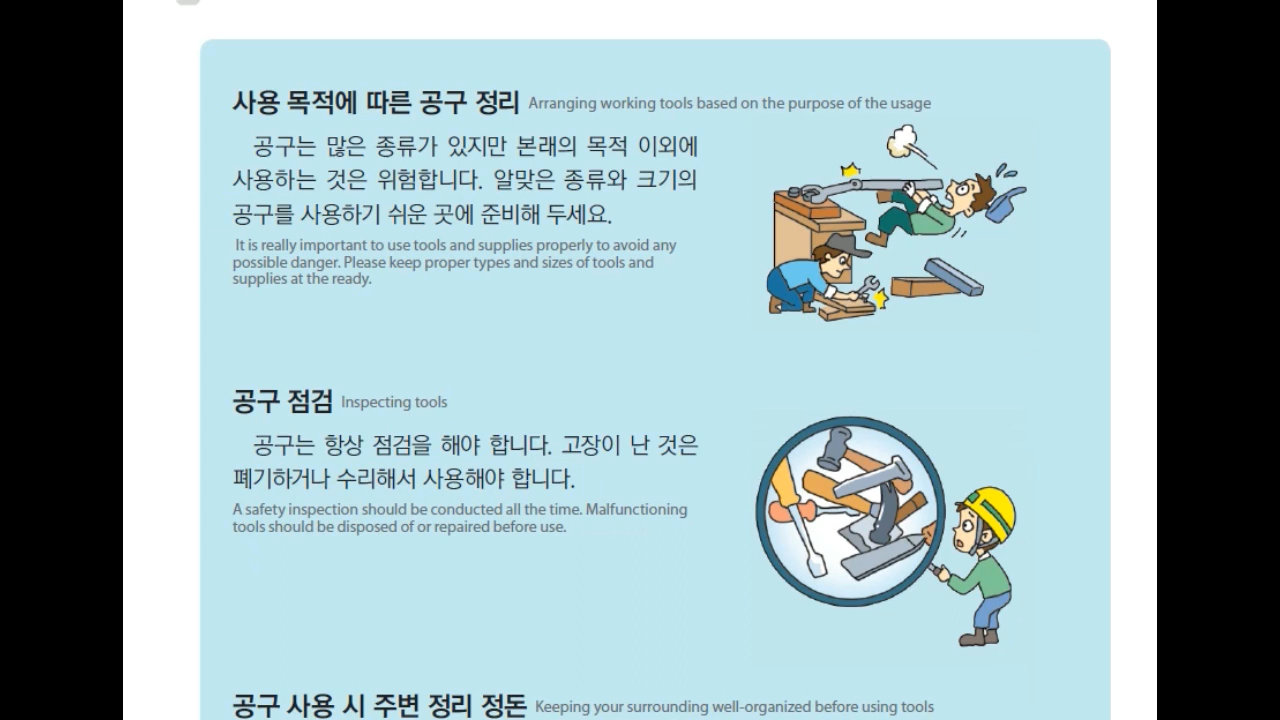 사용 목적에 따른 공구 정리 Arranging working tools based on the purpose of the usage
공구는 많은 종류가 있지만 본래의 목적 이외에
사용하는 것은 위험합니다. 알맞은 종류와 크기의
공구를 사용하기 쉬운 곳에 준비해 두세요.
It is really important to use tools and supplies properly to avoid any
possible danger. Please keep proper types and sizes of tools and
supplies at the ready.
공구 점검 Inspecting tools
공구는 항상 점검을 해야 합니다. 고장이 난 것은
폐기하거나 수리해서 사용해야 합니다.
A safety inspection should be conducted all the time. Malfunctioning
tools should be disposed of or repaired before use.
공구 사용 시 주변 정리 정돈 Keeping your surrounding well-organized before using tools